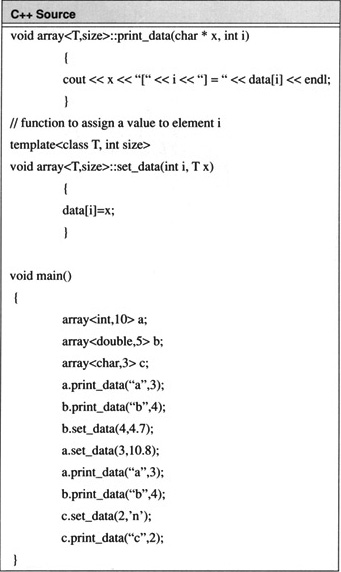 C++ Source
void array<T,size>::print_data(char * x, int i)
{
cout << x << “[“ << i << “] = “ << data[i] << endl;
}
// function to assign a value to element i
template<class T, int size>
void array<T,size>::set_data(int i, T x)
{
data[i]=x;
}
void main()
{
array<int,10> a;
array<double,5> b;
array<char,3> c;
a.print_data(“a”,3);
b.print_data(“b”,4);
b.set_data(4,4.7);
a.set_data(3,10.8);
a.print_data(“a”,3);
b.print_data(“b”,4);
c.set_data(2,’n’);
c.print_data(“c”,2);
}